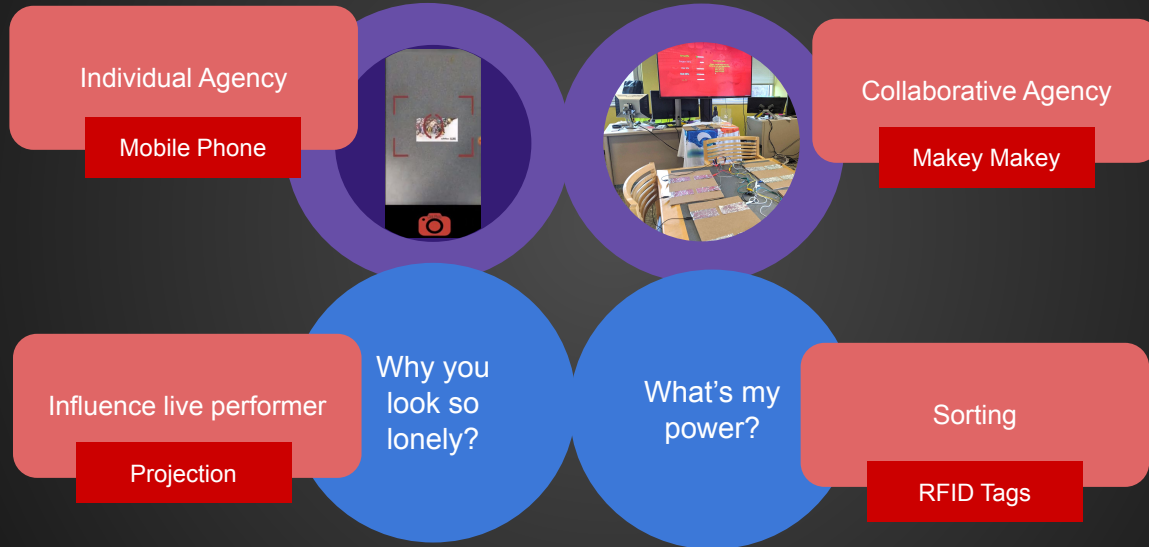 Individual Agency
Mobile Phone
Collaborative Agency
Makey Makey
Why you
look so
lonely?
What's my
power?
Influence live performer
Projection
Sorting
RFID Tags